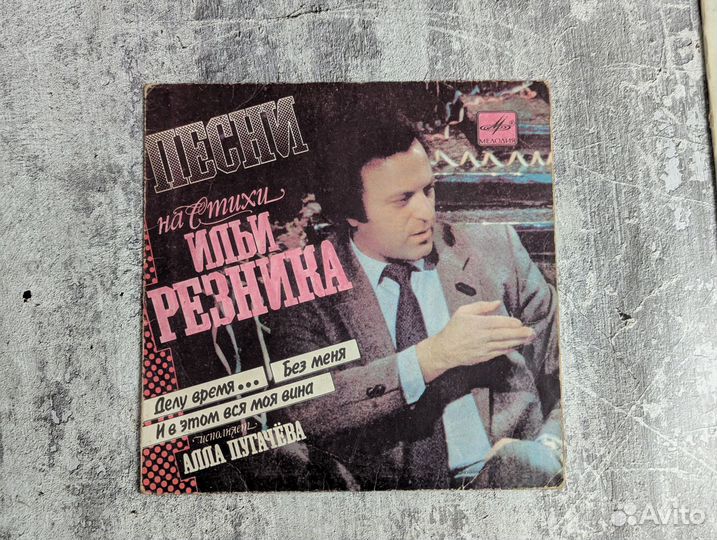 ПЕСНИ
на Стихи
ИЛЬИ
РЕЗНИКА
МЕЛОДИЯ
Делу время...
Без меня
И в этом вся моя вина
исполняет
АЛЛА ПУГАЧЁВА
Avito